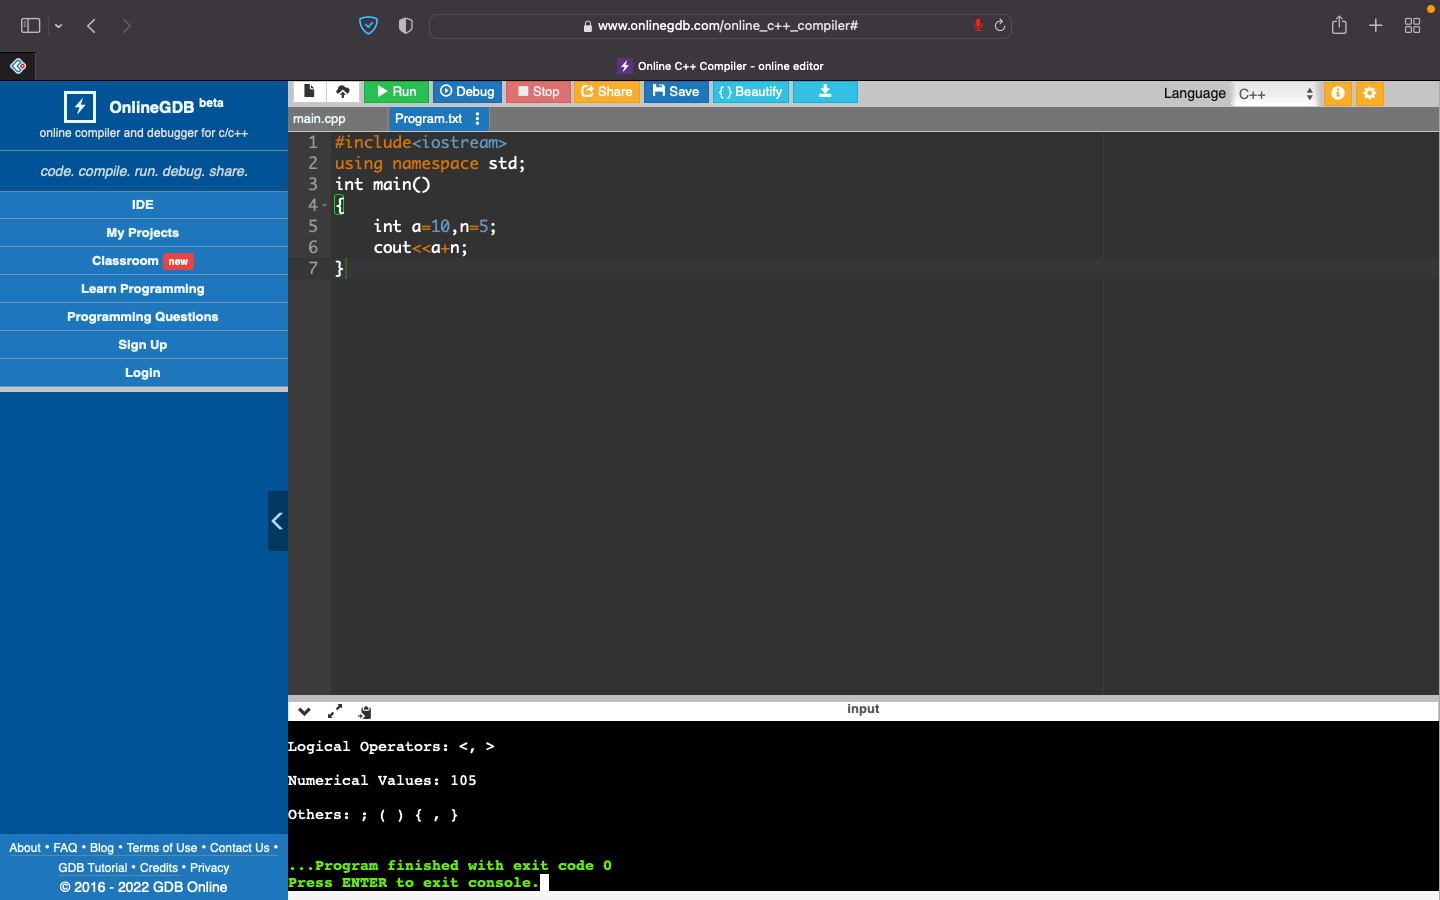 www.onlinegdb.com/online_c++_compiler#
Online C++ Compiler - online editor
OnlineGDB beta
online compiler and debugger for c/c++
code. compile. run. debug. share.
IDE
My Projects
Classroom new
Learn Programming
Programming Questions
Sign Up
Login
About • FAQ • Blog • Terms of Use • Contact Us •
GDB Tutorial • Credits • Privacy
© 2016 - 2022 GDB Online
Run Debug Stop Share Save { } Beautify
Language C++
main.cpp Program.txt
1 #include<iostream>
2 using namespace std;
3 int main()
4 {
5 int a=10,n=5;
6 cout<<a+n;
7 }
input
Logical Operators: <, >
Numerical Values: 105
Others: ; ( ) { , }
...Program finished with exit code 0
Press ENTER to exit console.